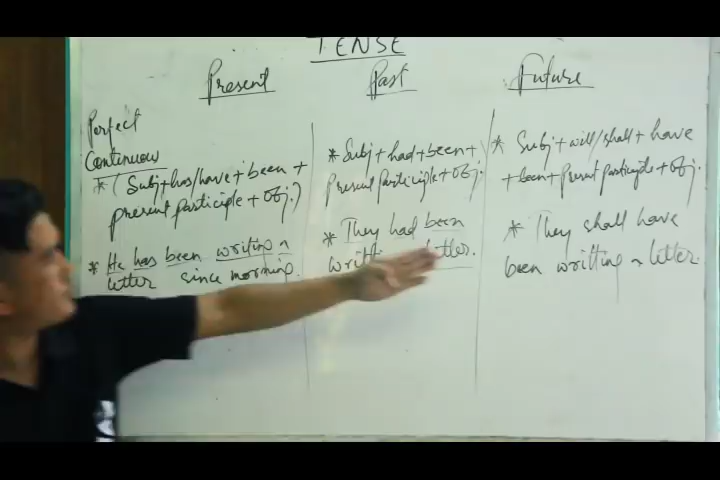 TENSE
Present Past Future
Perfect
Continuous
* (Subj+has/have+been+
present participle + Obj.)
* He has been writing a
letter since morning.
* Subj+had+been+
Present participle+Obj.
* They had been
letter.
* Subj+will/shall+have
+been+Present participle+Obj.
* They shall have
been writting a letter.